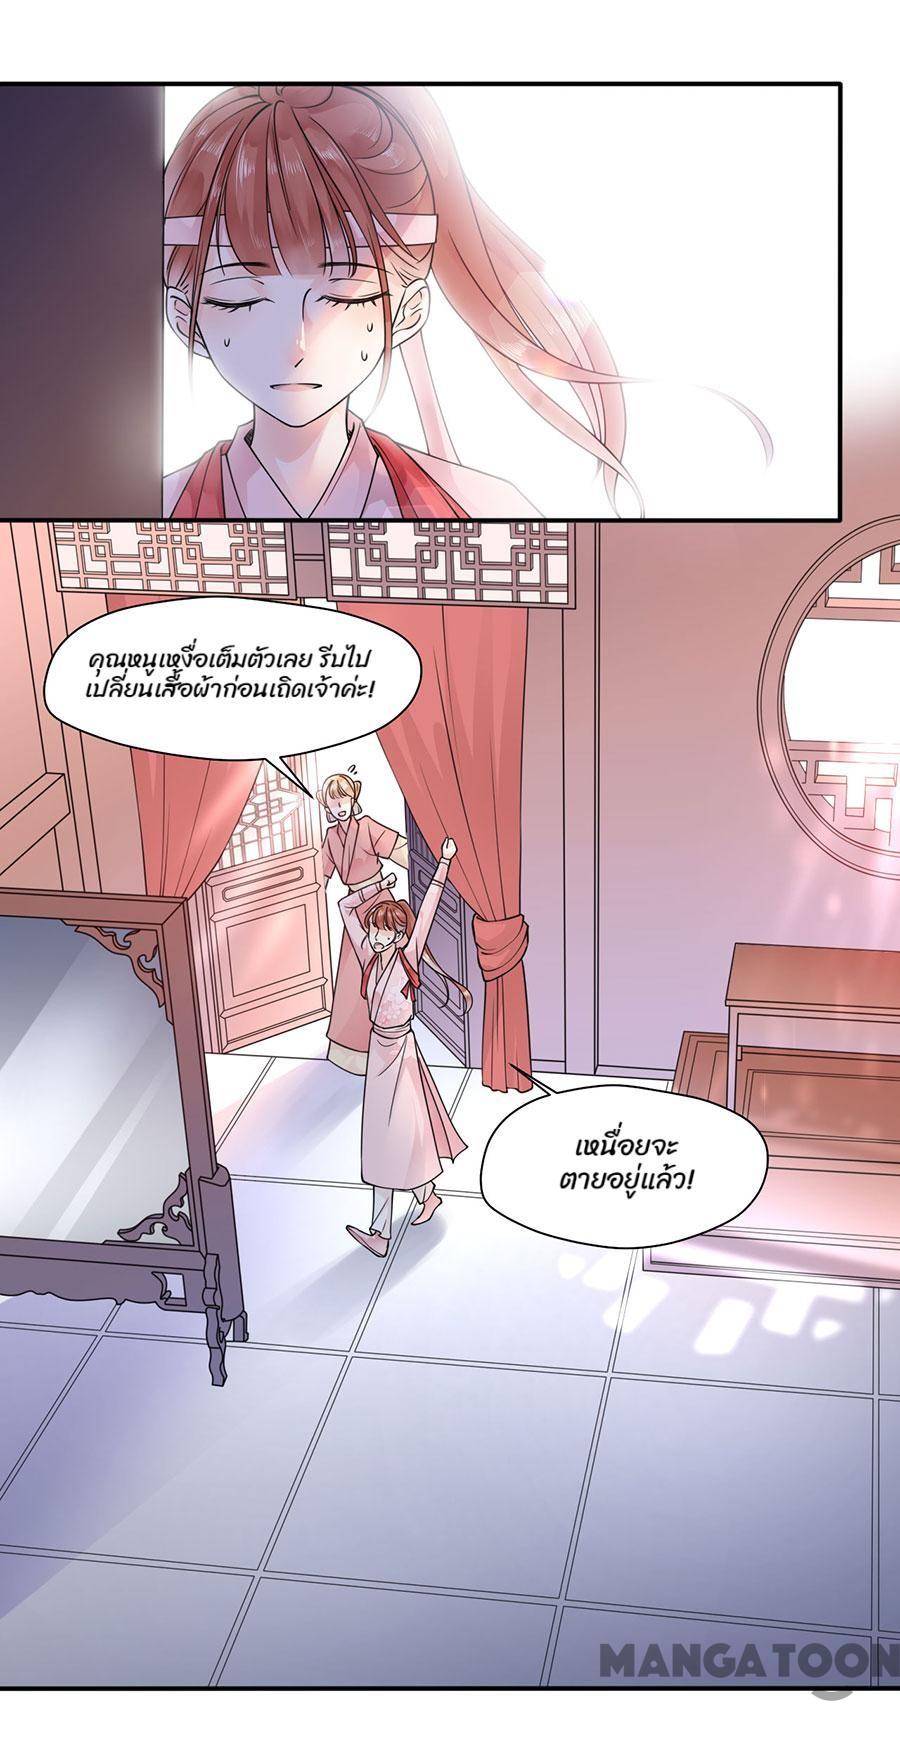 คุณหนูเหงื่อเต็มตัวเลย รีบไป
เปลี่ยนเสื้อผ้าก่อนเถิดเจ้าค่ะ!
เหนื่อยจะ
ตายอยู่แล้ว!
MANGATOON